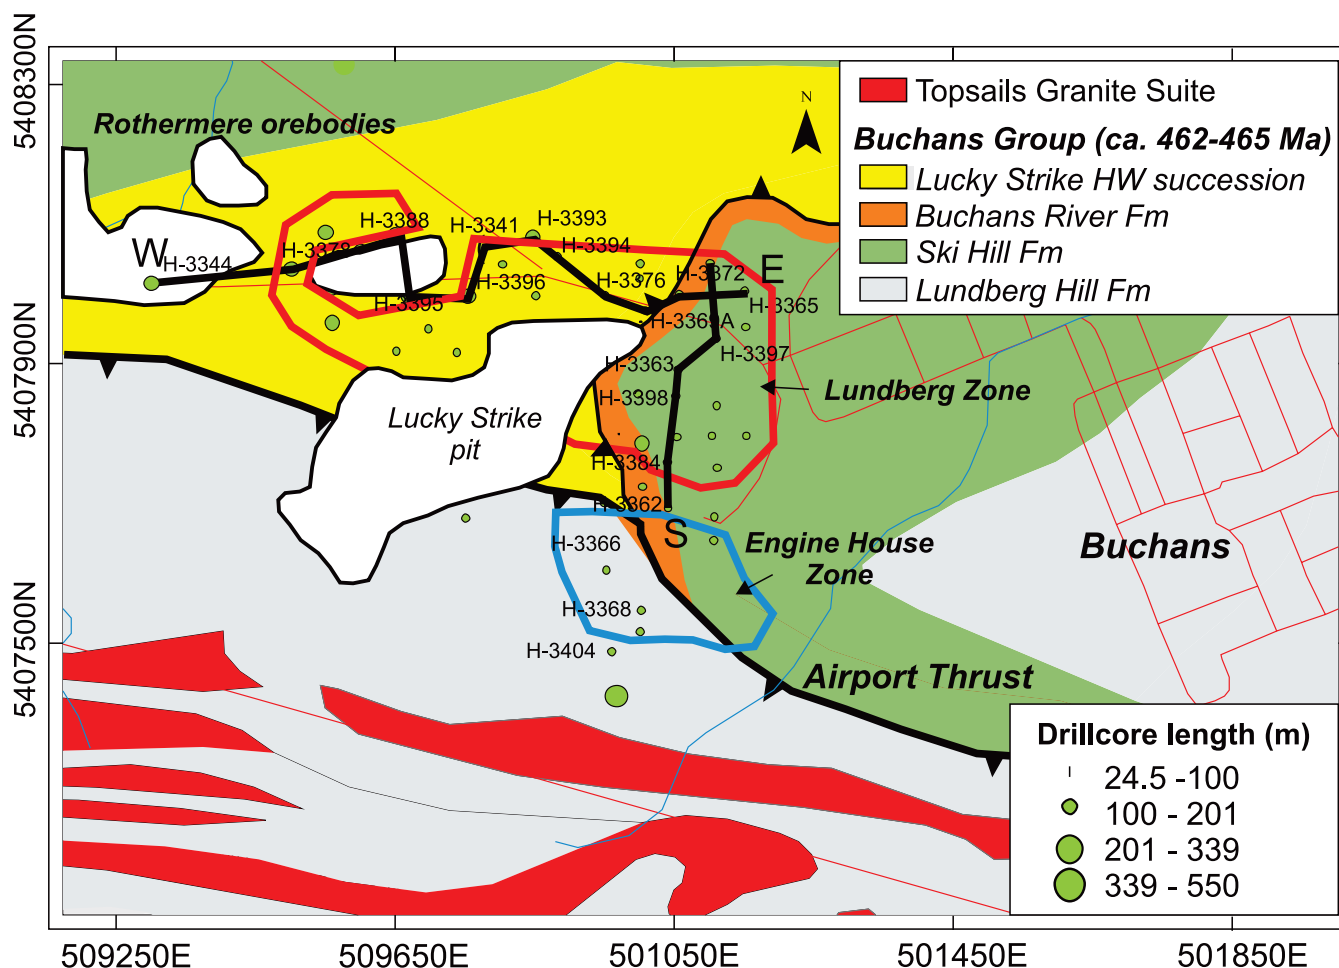 5408300N
5407900N
5407500N
509250E
509650E
501050E
501450E
501850E
N
Topsails Granite Suite
Buchans Group (ca. 462-465 Ma)
Lucky Strike HW succession
Buchans River Fm
Ski Hill Fm
Lundberg Hill Fm
Rothermere orebodies
W
H-3344
H-3378
H-3388
H-3341
H-3393
H-3394
H-3396
H-3395
H-3376
H-3372
E
H-3365
H-3369A
H-3397
H-3363
H-3398
H-3384
H-3362
S
Lucky Strike
pit
Lundberg Zone
Engine House
Zone
H-3366
H-3368
H-3404
Buchans
Airport Thrust
Drillcore length (m)
24.5 -100
100 - 201
201 - 339
339 - 550